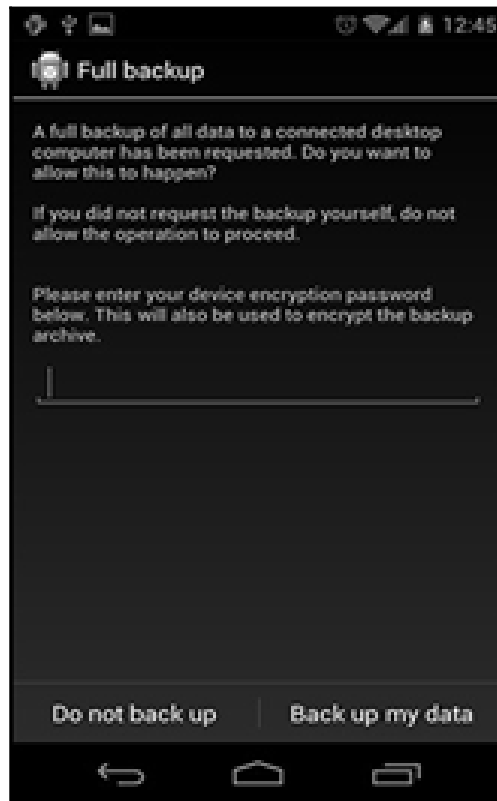 12:45
Full backup
A full backup of all data to a connected desktop
computer has been requested. Do you want to
allow this to happen?
If you did not request the backup yourself, do not
allow the operation to proceed.
Please enter your device encryption password
below. This will also be used to encrypt the backup
archive.
Do not back up
Back up my data